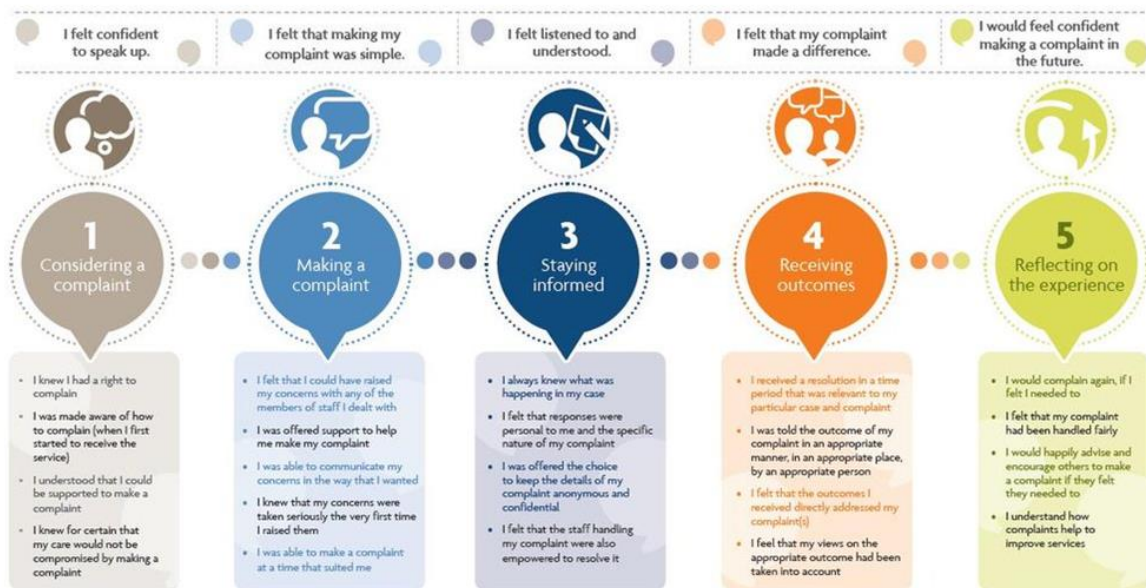 I felt confident
to speak up.
I felt that making my
complaint was simple.
I felt listened to and
understood.
I felt that my complaint
made a difference.
I would feel confident
making a complaint in
the future.
1
Considering a
complaint
2
Making a
complaint
3
Staying
informed
4
Receiving
outcomes
5
Reflecting on
the experience
• I knew I had a right to
complain
• I was made aware of how
to complain (when I first
started to receive the
service)
• I understood that I could
be supported to make a
complaint
• I knew for certain that
my care would not be
compromised by making a
complaint
• I felt that I could have raised
my concerns with any of the
members of staff I dealt with
• I was offered support to help
me make my complaint
• I was able to communicate my
concerns in the way that I wanted
• I knew that my concerns were
taken seriously the very first time
I raised them
• I was able to make a complaint
at a time that suited me
• I always knew what was
happening in my case
• I felt that responses were
personal to me and the specific
nature of my complaint
• I was offered the choice
to keep the details of my
complaint anonymous and
confidential
• I felt that the staff handling
my complaint were also
empowered to resolve it
• I received a resolution in a time
period that was relevant to my
particular case and complaint
• I was told the outcome of my
complaint in an appropriate
manner, in an appropriate place,
by an appropriate person
• I felt that the outcomes I
received directly addressed my
complaint(s)
• I feel that my views on the
appropriate outcome had been
taken into account
• I would complain again, if I
felt I needed to
• I felt that my complaint
had been handled fairly
• I would happily advise and
encourage others to make
a complaint if they felt
they needed to
• I understand how
complaints help to
improve services